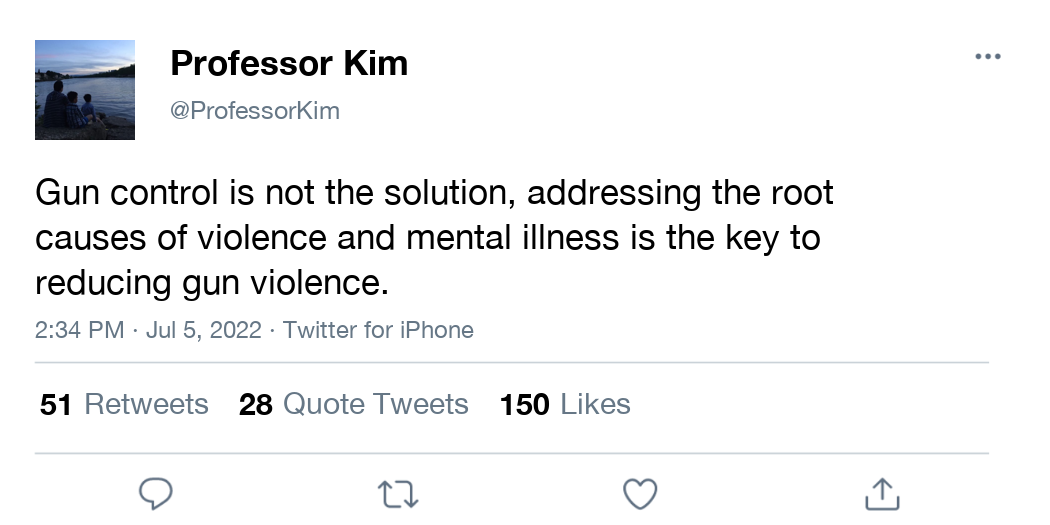 Professor Kim
@ProfessorKim
Gun control is not the solution, addressing the root
causes of violence and mental illness is the key to
reducing gun violence.
2:34 PM · Jul 5, 2022 · Twitter for iPhone
51 Retweets 28 Quote Tweets 150 Likes